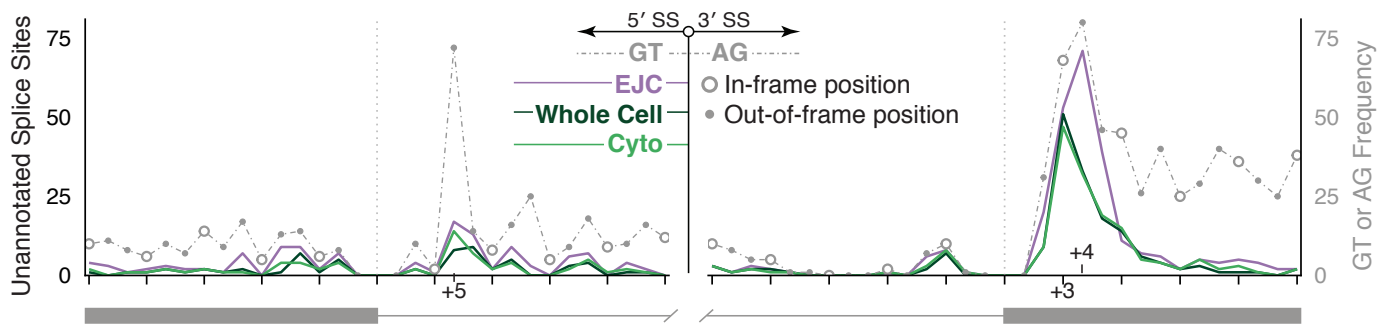 Unannotated Splice Sites
75
50
25
0
5′ SS 3′ SS
GT AG
EJC
Whole Cell
Cyto
In-frame position
Out-of-frame position
+5
+4
+3
75
50
25
0
GT or AG Frequency